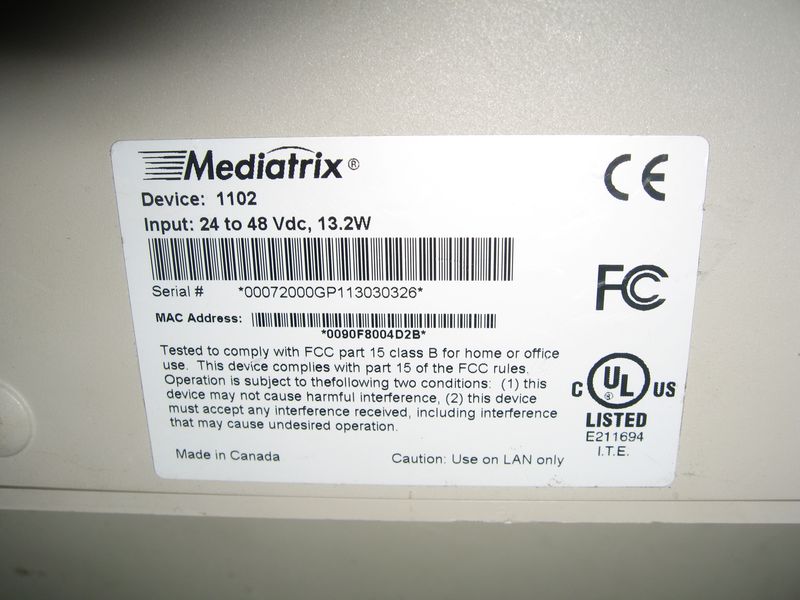 Mediatrix®
Device: 1102
Input: 24 to 48 Vdc, 13.2W
Serial # *00072000GP113030326*
MAC Address:
*0090F8004D2B*
Tested to comply with FCC part 15 class B for home or office
use. This device complies with part 15 of the FCC rules.
Operation is subject to thefollowing two conditions: (1) this
device may not cause harmful interference, (2) this device
must accept any interference received, including interference
that may cause undesired operation.
Made in Canada
Caution: Use on LAN only
CE
FC
C UL US
®
LISTED
E211694
I.T.E.